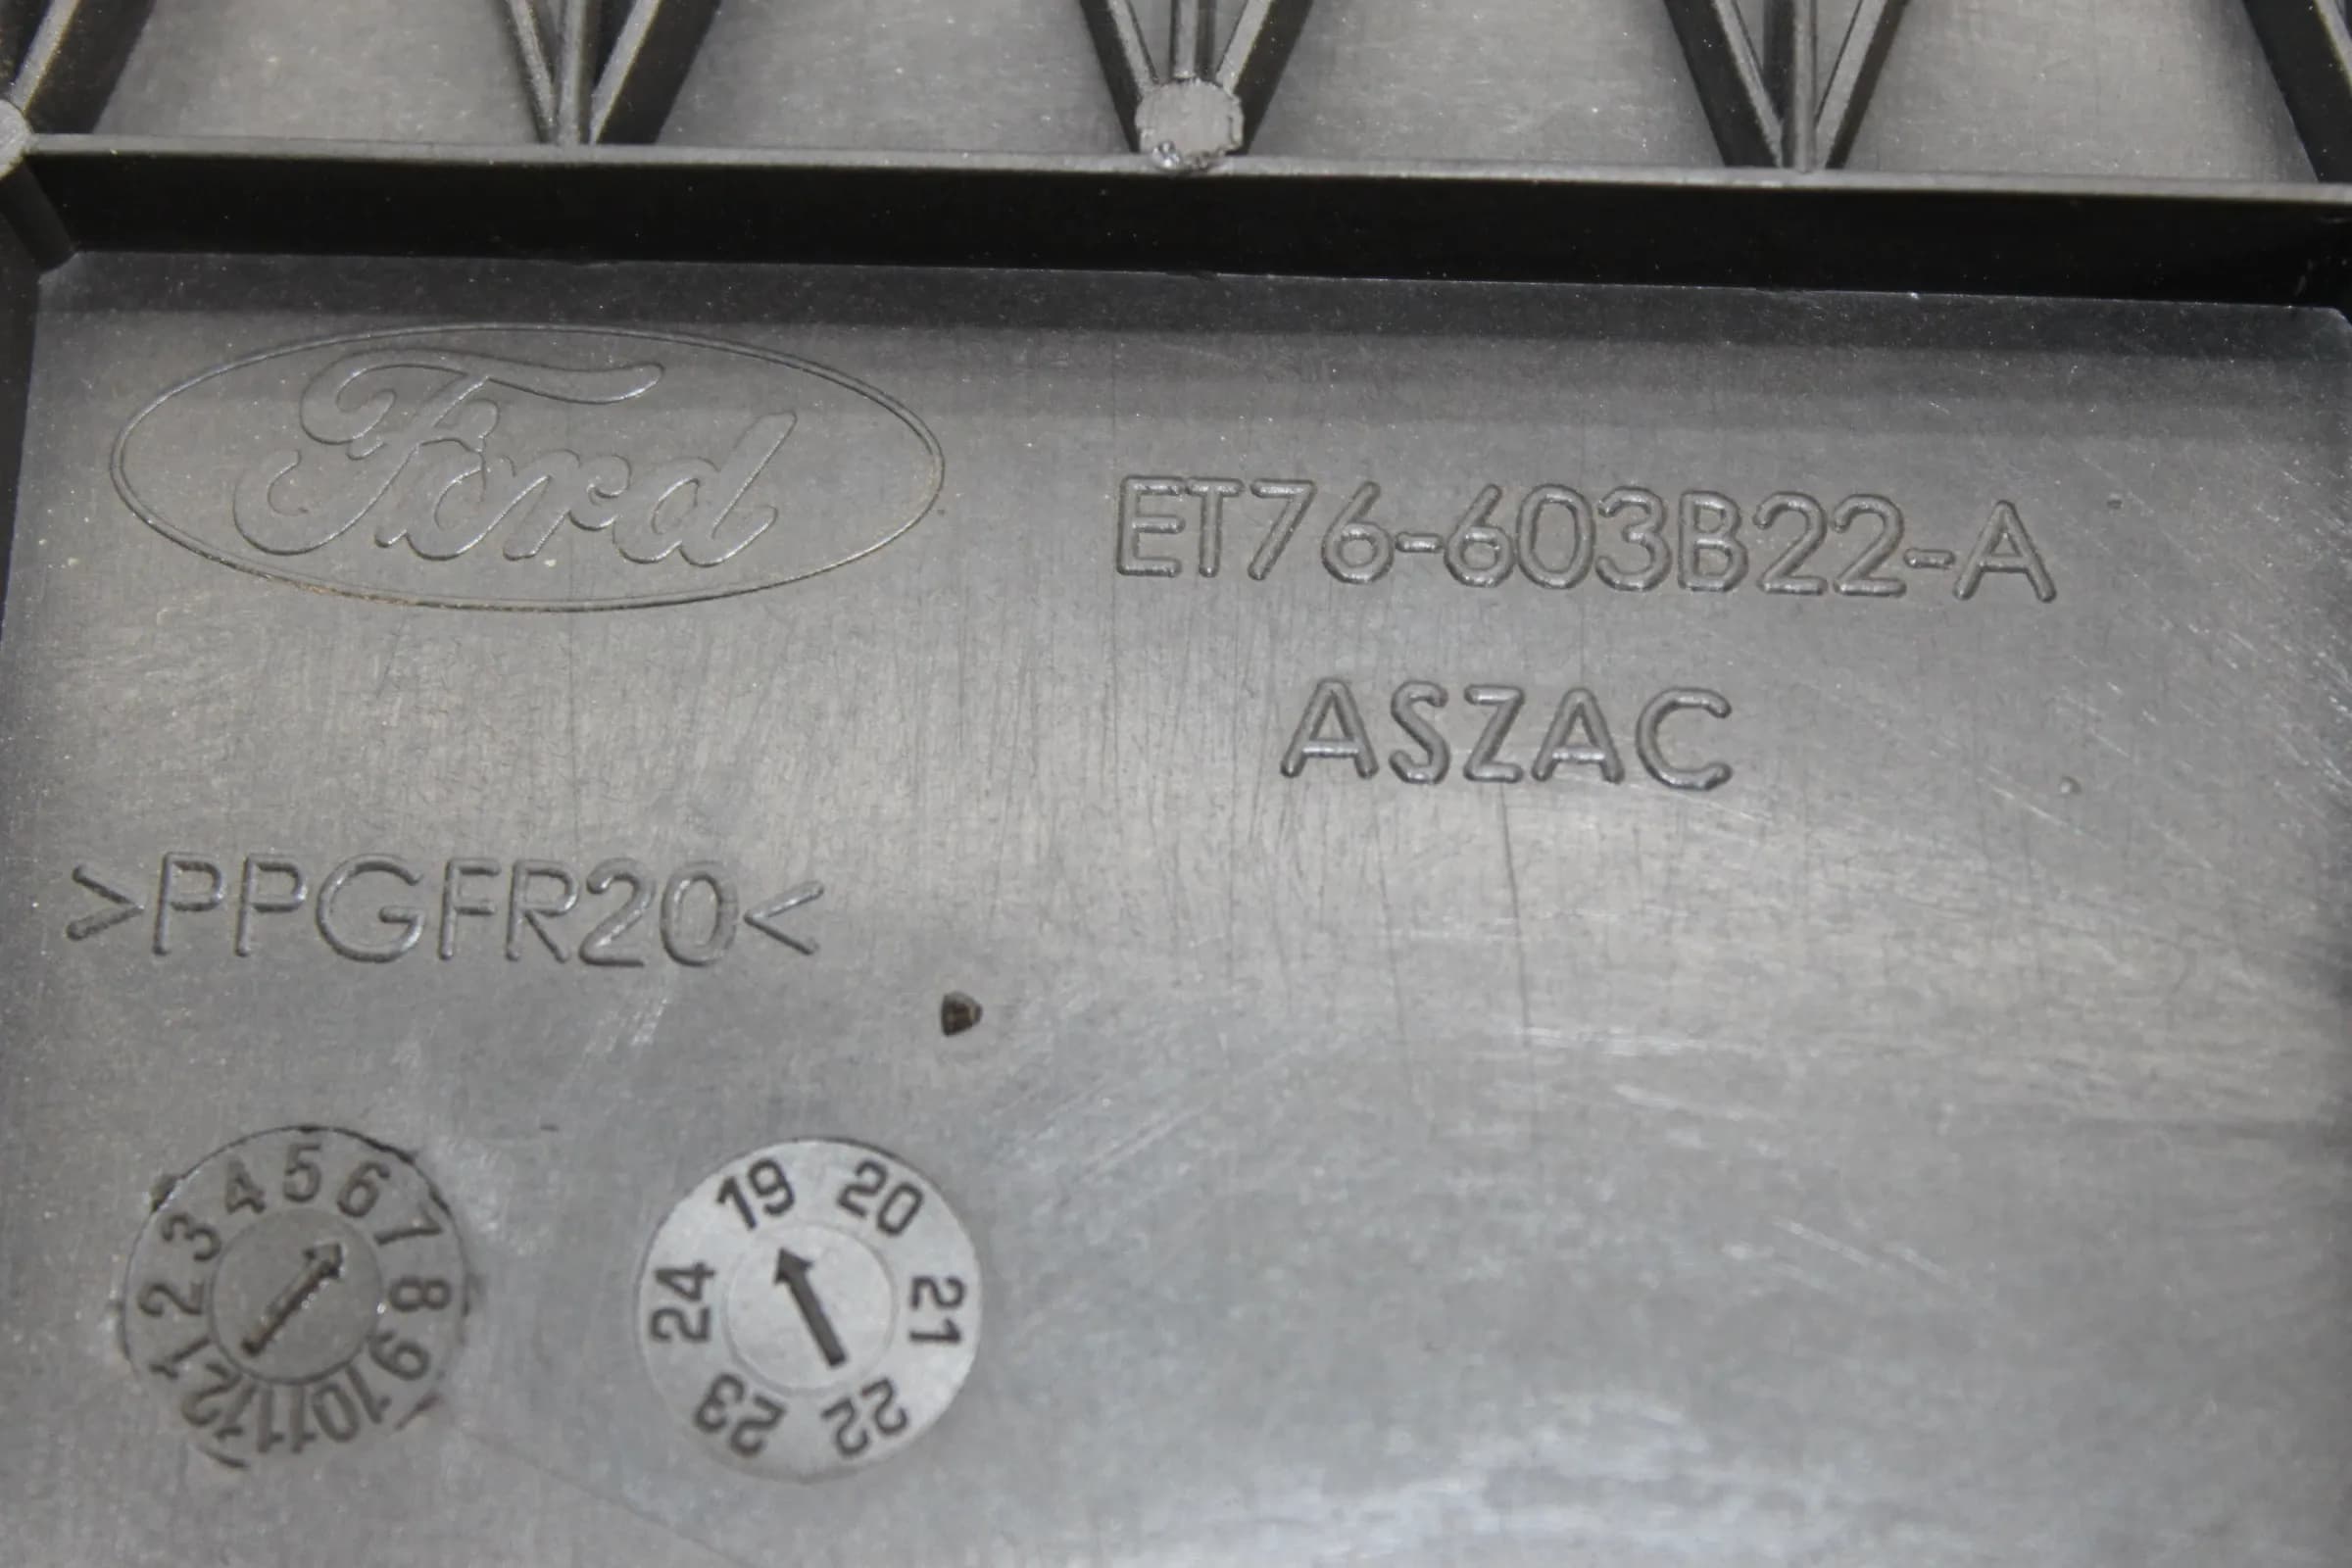 Ford
ET76-603B22-A
ASZAC
>PPGFR20<
1 2 3 4 5 6 7 8 9 10 11 12
19 20 21 22 23 24